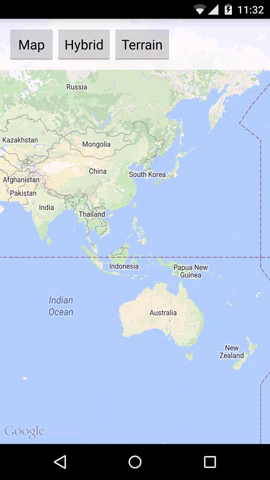 11:32
Map Hybrid Terrain
Russia
Kazakhstan
Mongolia
China
South Korea
Afghanistan
Pakistan
India
Thailand
Indonesia
Papua New
Guinea
Indian
Ocean
Australia
New
Zealand
Google